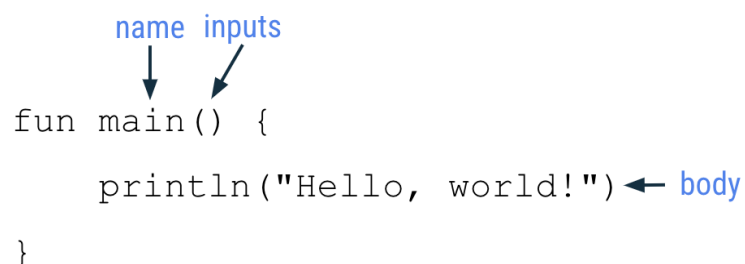 name inputs
fun main() {
println("Hello, world!") body
}